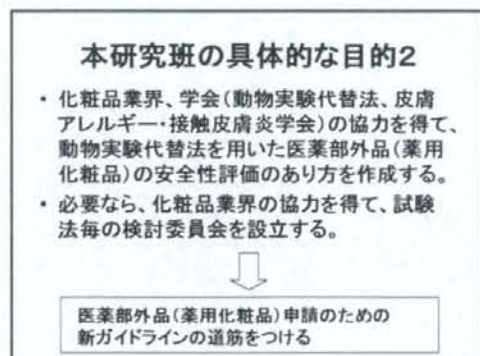 本研究班の具体的な目的2
・ 化粧品業界、学会(動物実験代替法、皮膚
アレルギー・接触皮膚炎学会)の協力を得て、
動物実験代替法を用いた医薬部外品(薬用
化粧品)の安全性評価のあり方を作成する。
・ 必要なら、化粧品業界の協力を得て、試験
法毎の検討委員会を設立する。
医薬部外品(薬用化粧品)申請のための
新ガイドラインの道筋をつける